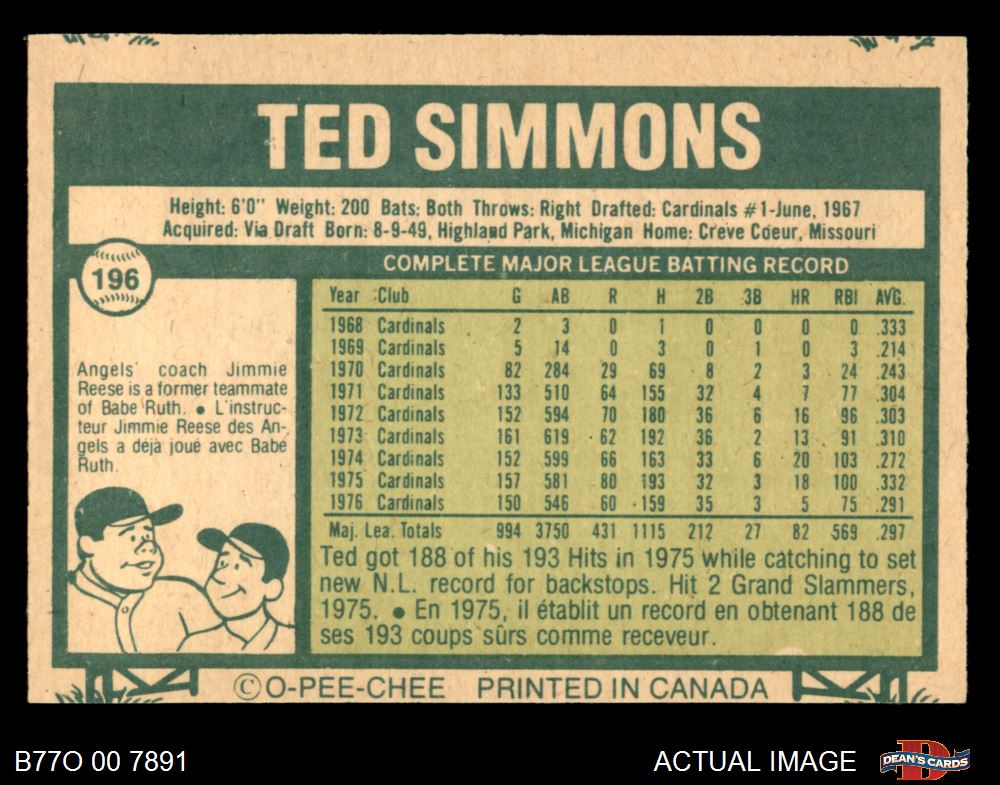 TED SIMMONS
Height: 6'0" Weight: 200 Bats: Both Throws: Right Drafted: Cardinals #1-June, 1967
Acquired: Via Draft Born: 8-9-49, Highland Park, Michigan Home: Creve Coeur, Missouri
196
COMPLETE MAJOR LEAGUE BATTING RECORD
Year Club G AB R H 2B 3B HR RBI AVG.
1968 Cardinals 2 3 0 1 0 0 0 0 .333
1969 Cardinals 5 14 0 3 0 1 0 3 .214
1970 Cardinals 82 284 29 69 8 2 3 24 .243
1971 Cardinals 133 510 64 155 32 4 7 77 .304
1972 Cardinals 152 594 70 180 36 6 16 96 .303
1973 Cardinals 161 619 62 192 36 2 13 91 .310
1974 Cardinals 152 599 66 163 33 6 20 103 .272
1975 Cardinals 157 581 80 193 32 3 18 100 .332
1976 Cardinals 150 546 60 159 35 3 5 75 .291
Maj. Lea. Totals 994 3750 431 1115 212 27 82 569 .297
Ted got 188 of his 193 Hits in 1975 while catching to set
new N.L. record for backstops. Hit 2 Grand Slammers,
1975. ● En 1975, il établit un record en obtenant 188 de
ses 193 coups sûrs comme receveur.
Angels' coach Jimmie
Reese is a former teammate
of Babe Ruth. ● L'instruc-
teur Jimmie Reese des An-
gels a déjà joué avec Babe
Ruth.
© O-PEE-CHEE PRINTED IN CANADA
B77O 00 7891
ACTUAL IMAGE
DEAN'S CARDS